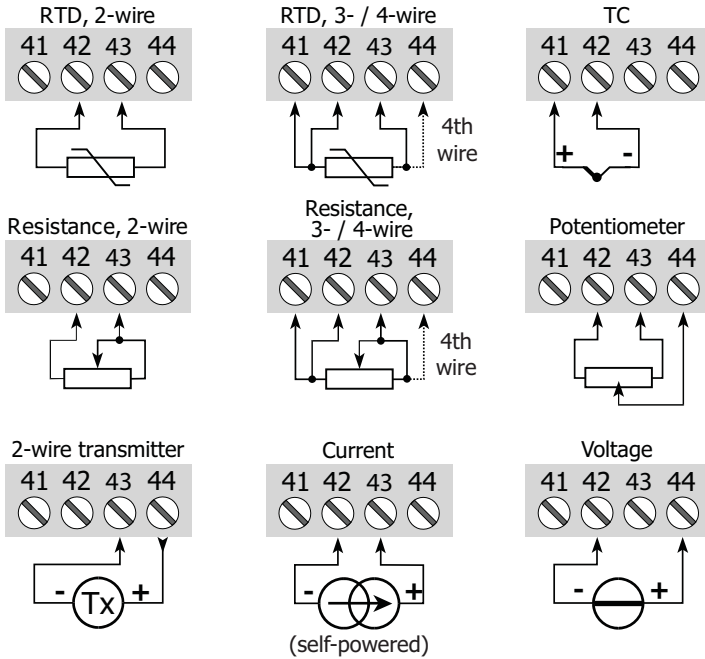 RTD, 2-wire
41 42 43 44
RTD, 3- / 4-wire
41 42 43 44
4th
wire
TC
41 42 43 44
+ -
Resistance, 2-wire
41 42 43 44
Resistance,
3- / 4-wire
41 42 43 44
4th
wire
Potentiometer
41 42 43 44
2-wire transmitter
41 42 43 44
- Tx +
Current
41 42 43 44
- +
(self-powered)
Voltage
41 42 43 44
- +